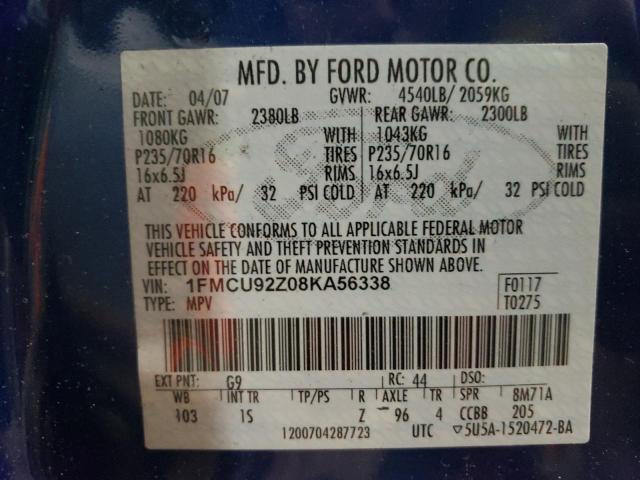 MFD. BY FORD MOTOR CO.
DATE: 04/07 GVWR: 4540LB/ 2059KG
FRONT GAWR: 2380LB REAR GAWR: 2300LB
1080KG WITH 1043KG WITH
P235/70R16 TIRES P235/70R16 TIRES
16x6.5J RIMS 16x6.5J RIMS
AT 220 kPa/ 32 PSI COLD AT 220 kPa/ 32 PSI COLD
Ford
THIS VEHICLE CONFORMS TO ALL APPLICABLE FEDERAL MOTOR
VEHICLE SAFETY AND THEFT PREVENTION STANDARDS IN
EFFECT ON THE DATE OF MANUFACTURE SHOWN ABOVE.
VIN: 1FMCU92Z08KA56338 F0117
TYPE: MPV T0275
EXT PNT: G9 RC: 44 DSO:
WB INT TR TP/PS R AXLE TR SPR 8M71A
103 1S Z 96 4 CCBB 205
1200704287723 UTC ▽5U5A-1520472-BA